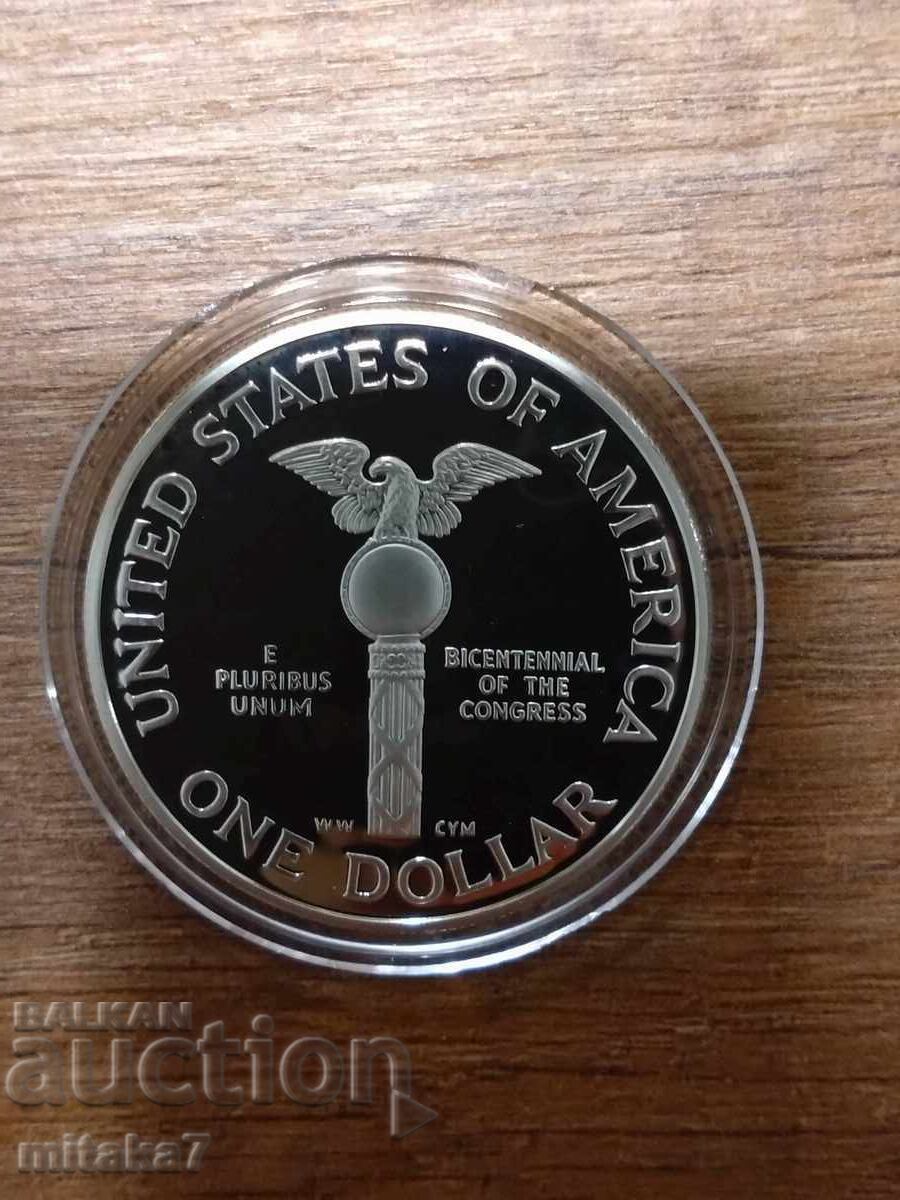 UNITED STATES OF AMERICA
E
PLURIBUS
UNUM
BICENTENNIAL
OF THE
CONGRESS
WW
CYM
ONE DOLLAR
BALKAN
auction
mitaka7